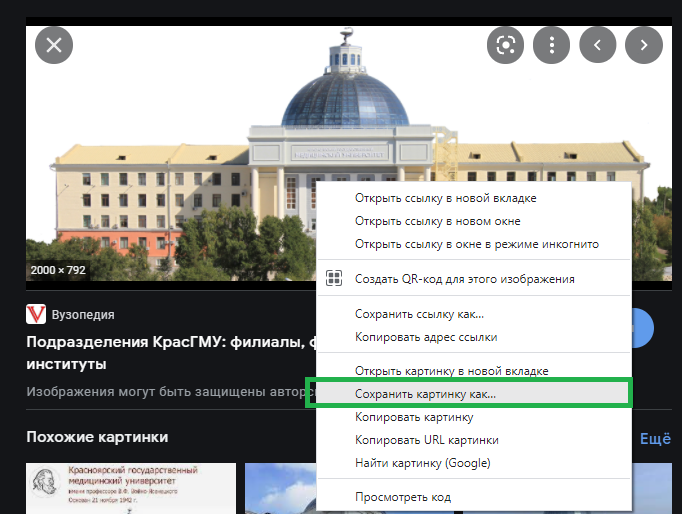 МЕДИЦИНСКИЙ УНИВЕРСИТЕТ
2000 × 792
Вузопедия
Подразделения КрасГМУ: филиалы, ф
институты
Изображения могут быть защищены авторс
Похожие картинки
Ещё
Красноярский государственный
медицинский университет
имени профессора В.Ф. Войно-Ясенецкого
Основан 21 ноября 1942 г.
Открыть ссылку в новой вкладке
Открыть ссылку в новом окне
Открыть ссылку в окне в режиме инкогнито
Создать QR-код для этого изображения
Сохранить ссылку как...
Копировать адрес ссылки
Открыть картинку в новой вкладке
Сохранить картинку как...
Копировать картинку
Копировать URL картинки
Найти картинку (Google)
Просмотреть код